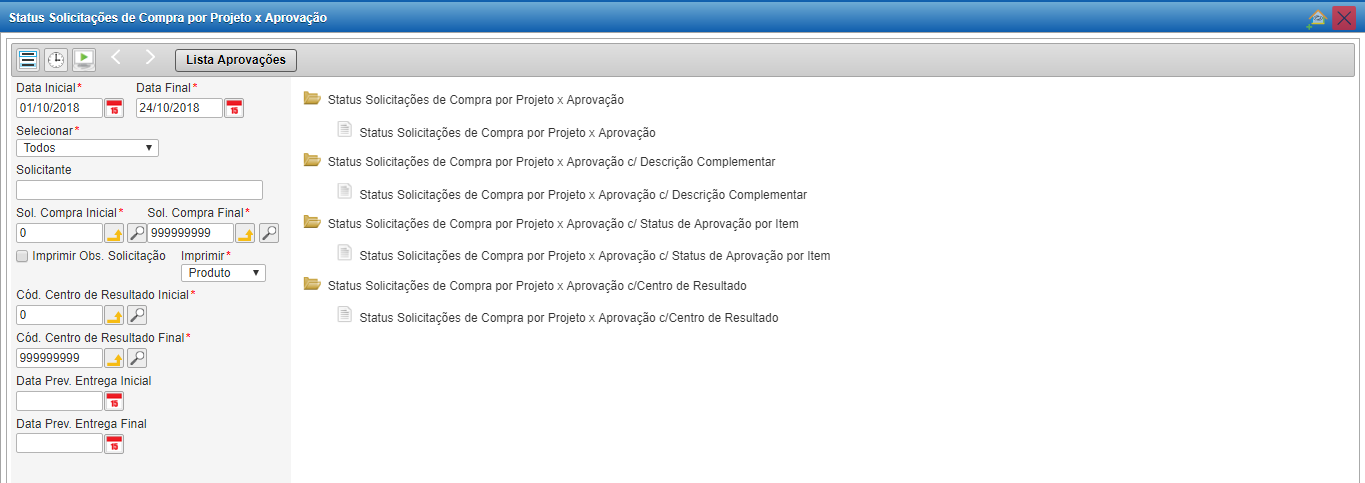 Status Solicitações de Compra por Projeto x Aprovação
Lista Aprovações
Data Inicial* Data Final*
01/10/2018 15 24/10/2018 15
Selecionar*
Todos
Solicitante
Sol. Compra Inicial* Sol. Compra Final*
0 999999999
Imprimir Obs. Solicitação Imprimir*
Produto
Cód. Centro de Resultado Inicial*
0
Cód. Centro de Resultado Final*
999999999
Data Prev. Entrega Inicial
15
Data Prev. Entrega Final
15
Status Solicitações de Compra por Projeto x Aprovação
Status Solicitações de Compra por Projeto x Aprovação
Status Solicitações de Compra por Projeto x Aprovação c/ Descrição Complementar
Status Solicitações de Compra por Projeto x Aprovação c/ Descrição Complementar
Status Solicitações de Compra por Projeto x Aprovação c/ Status de Aprovação por Item
Status Solicitações de Compra por Projeto x Aprovação c/ Status de Aprovação por Item
Status Solicitações de Compra por Projeto x Aprovação c/Centro de Resultado
Status Solicitações de Compra por Projeto x Aprovação c/Centro de Resultado